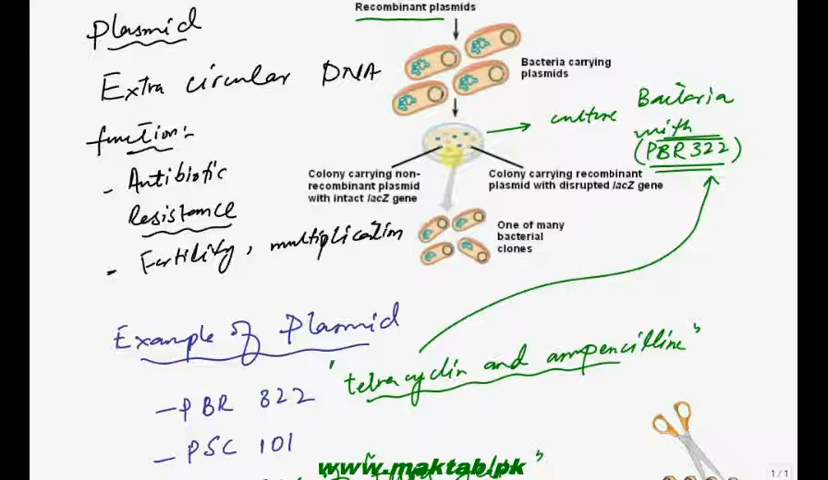 Plasmid
Extra circular DNA
function:-
- Antibiotic
Resistance
- Fertility, multiplication
Recombinant plasmids
Bacteria carrying
plasmids
culture Bacteria
with
(PBR322)
Colony carrying non-
recombinant plasmid
with intact lacZ gene
Colony carrying recombinant
plasmid with disrupted lacZ gene
One of many
bacterial
clones
Example of Plasmid
"tetracyclin and ampencilline"
- PBR 322
- PSC 101
www.maktab.pk
1/1